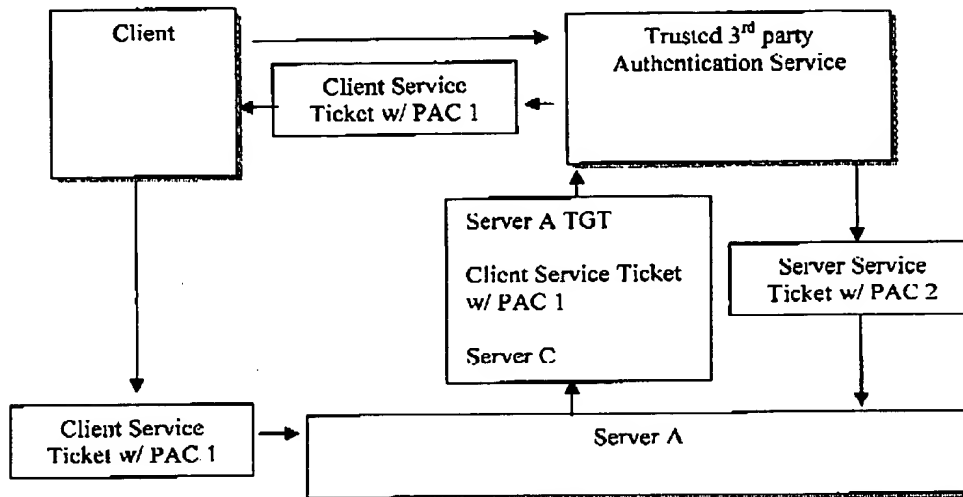 Client
Trusted 3rd party
Authentication Service
Client Service
Ticket w/ PAC 1
Server A TGT
Client Service Ticket
w/ PAC 1
Server C
Server Service
Ticket w/ PAC 2
Client Service
Ticket w/ PAC 1
Server A